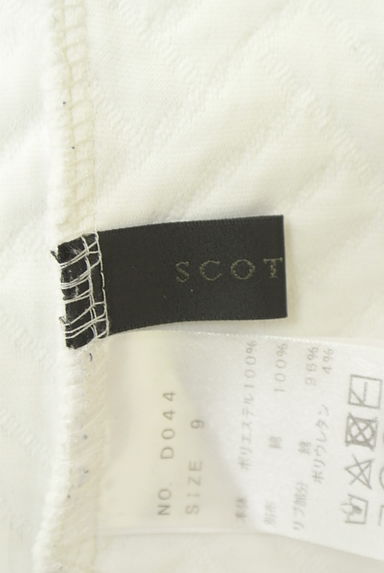 SCOT
NO. D044
SIZE 9
本体 ポリエステル100%
別布 綿 100%
リブ部分 綿 96%
ポリウレタン 4%